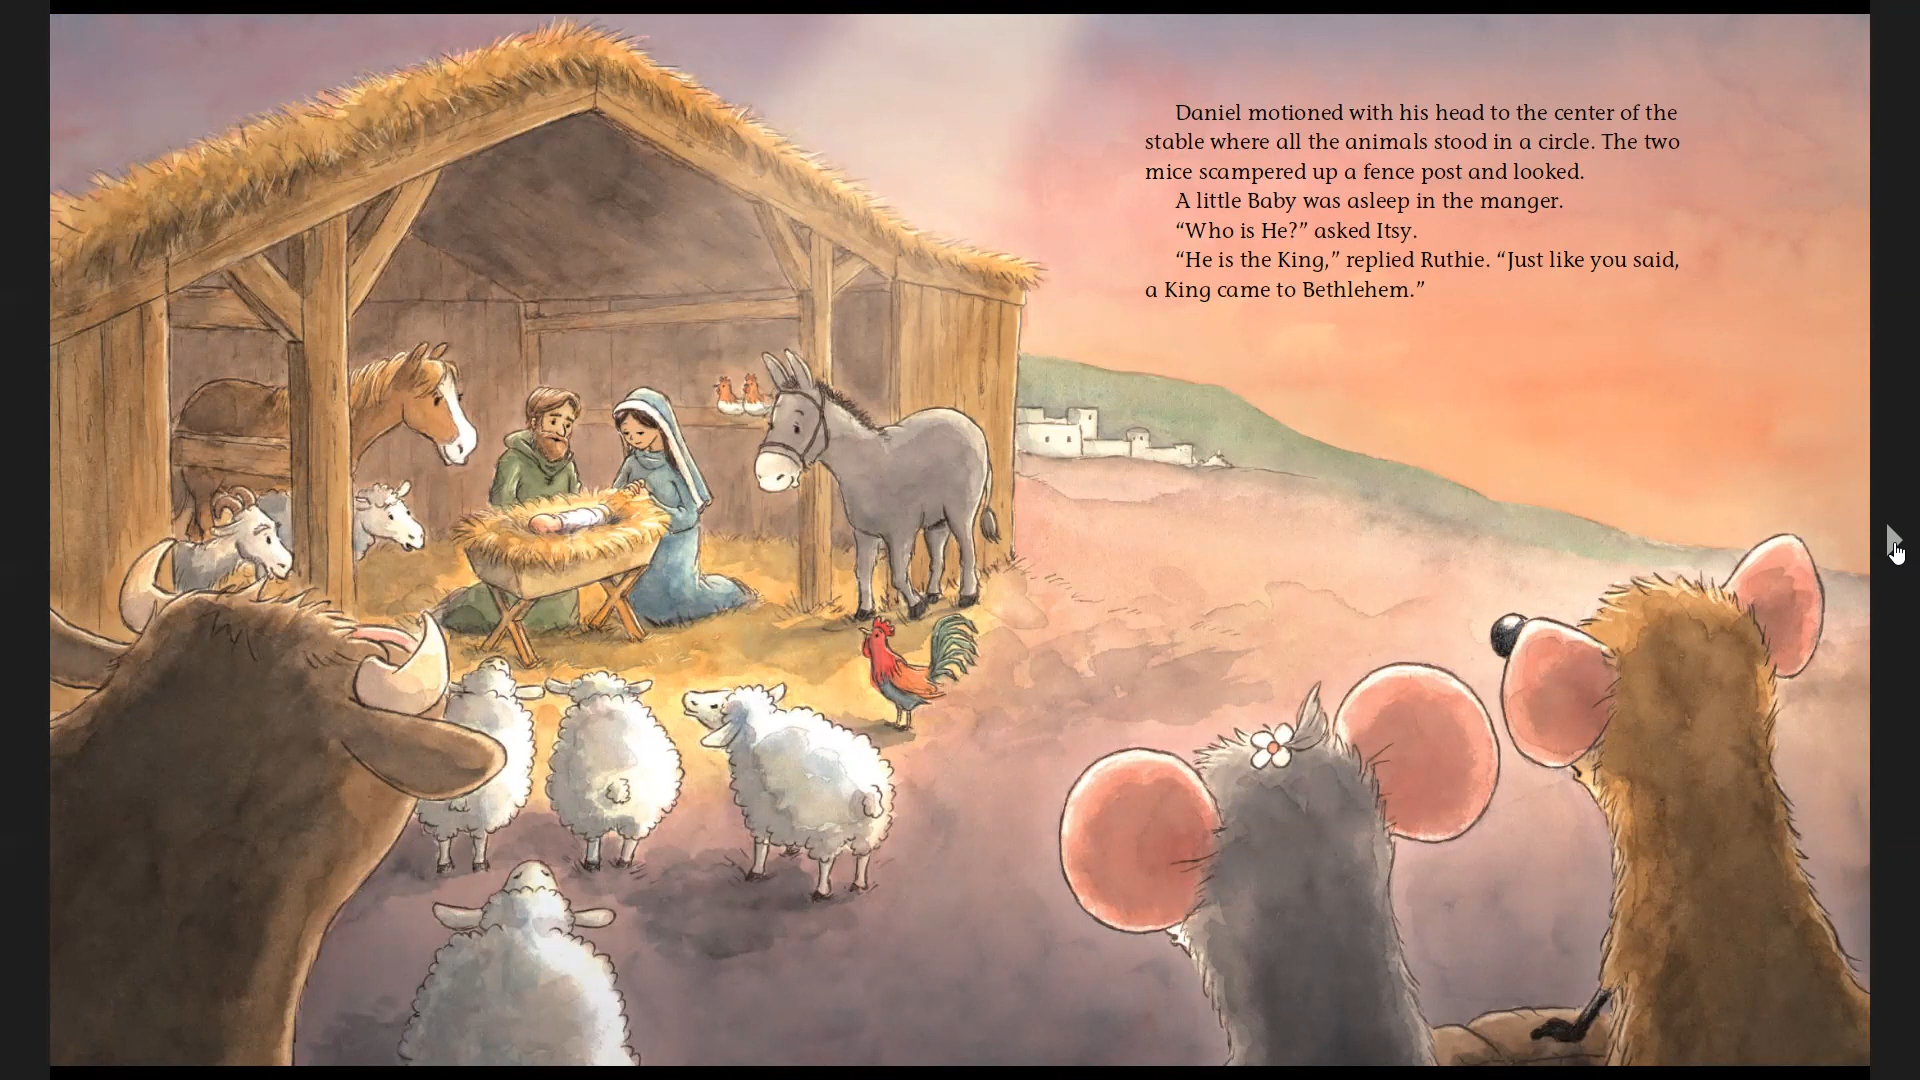 Daniel motioned with his head to the center of the
stable where all the animals stood in a circle. The two
mice scampered up a fence post and looked.
A little Baby was asleep in the manger.
“Who is He?” asked Itsy.
“He is the King,” replied Ruthie. “Just like you said,
a King came to Bethlehem.”